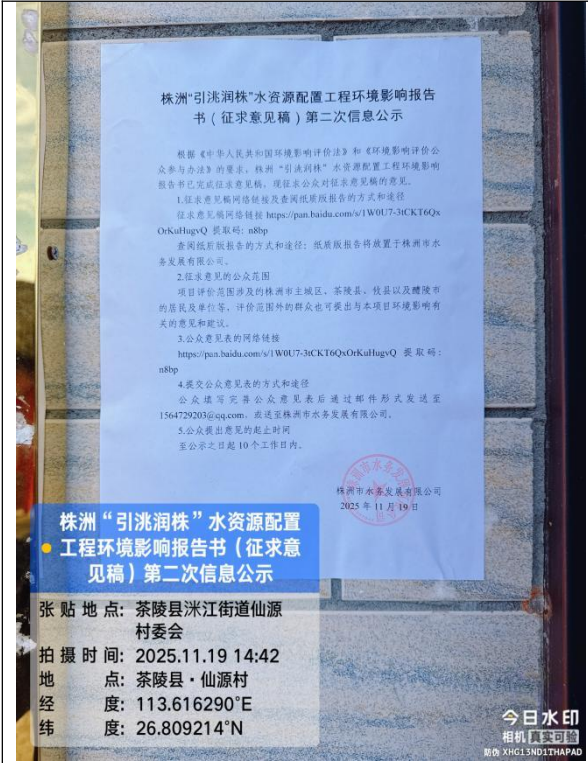 株洲“引洮润株”水资源配置工程环境影响报告
书（征求意见稿）第二次信息公示
根据《中华人民共和国环境影响评价法》和《环境影响评价公
众参与办法》的要求，株洲“引洮润株”水资源配置工程环境影响
报告书已完成征求意见稿，现征求公众对征求意见稿的意见。
1.征求意见稿网络链接及查阅纸质版报告的方式和途径
征求意见稿网络链接 https://pan.baidu.com/s/1W0U7-3tCKT6Qx
OrKuHugvQ 提取码：n8bp
查阅纸质版报告的方式和途径：纸质版报告将放置于株洲市水
务发展有限公司。
2.征求意见的公众范围
项目评价范围涉及约株洲市主城区、茶陵县、攸县以及醴陵市
的居民及单位等，评价范围外的群众也可提出与本项目环境影响有
关的意见和建议。
3.公众意见表的网络链接
https://pan.baidu.com/s/1W0U7-3tCKT6QxOrKuHugvQ 提取码：
n8bp
4.提交公众意见表的方式和途径
公众填写完善公众意见表后通过邮件形式发送至
1564729203@qq.com，或送至株洲市水务发展有限公司。
5.公众提出意见的起止时间
至公示之日起 10 个工作日内。
株洲市水务发展有限公司
2025 年 11 月 19 日
株洲“引洮润株”水资源配置
工程环境影响报告书（征求意
见稿）第二次信息公示
张贴地点：茶陵县洣江街道仙源
村委会
拍摄时间：2025.11.19 14:42
地点：茶陵县·仙源村
经度：113.616290°E
纬度：26.809214°N
今日水印
相机 真实可验
防伪 XHG13ND1THAPAD